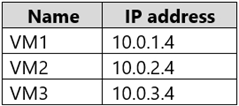 Name IP address
VM1 10.0.1.4
VM2 10.0.2.4
VM3 10.0.3.4